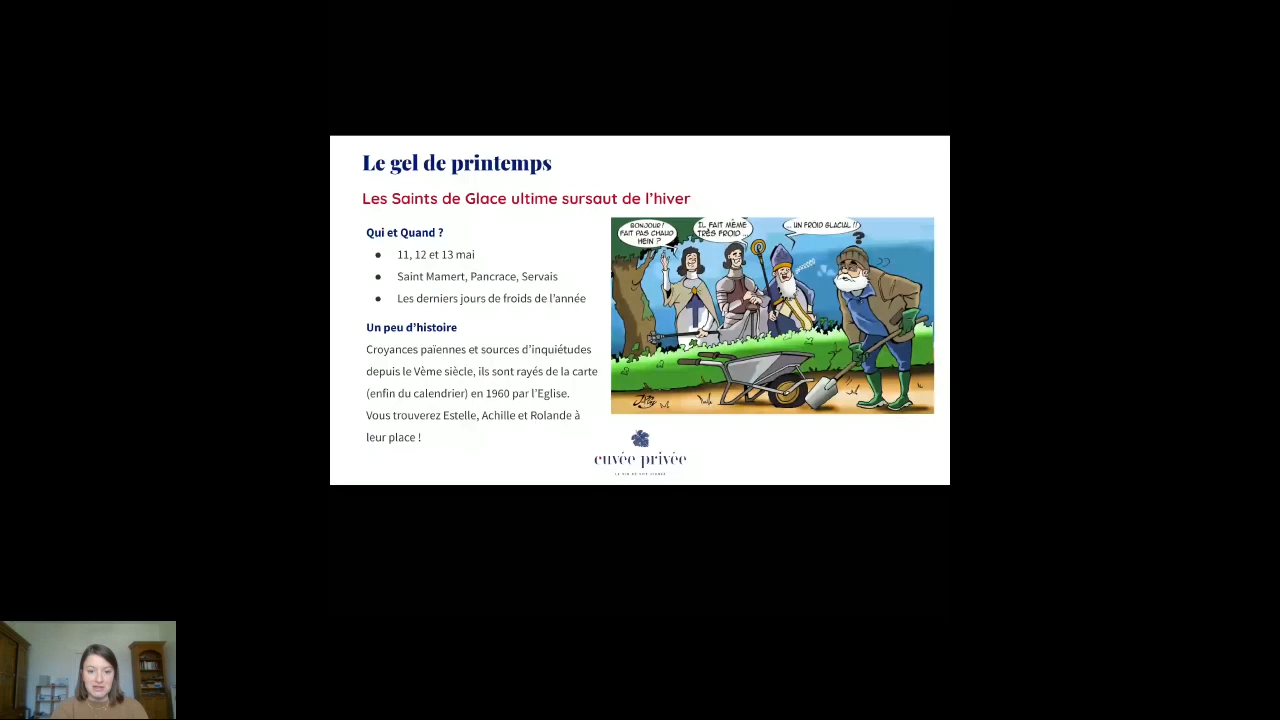 Le gel de printemps
Les Saints de Glace ultime sursaut de l'hiver
Qui et Quand ?
● 11, 12 et 13 mai
● Saint Mamert, Pancrace, Servais
● Les derniers jours de froids de l'année
Un peu d'histoire
Croyances païennes et sources d'inquiétudes
depuis le Vème siècle, ils sont rayés de la carte
(enfin du calendrier) en 1960 par l'Eglise.
Vous trouverez Estelle, Achille et Rolande à
leur place !
BONJOUR!
FAIT PAS CHAUD
HEIN ?
IL FAIT MÊME
TRÈS FROID ...
... UN FROID GLACIAL !!
?
cuvée privée